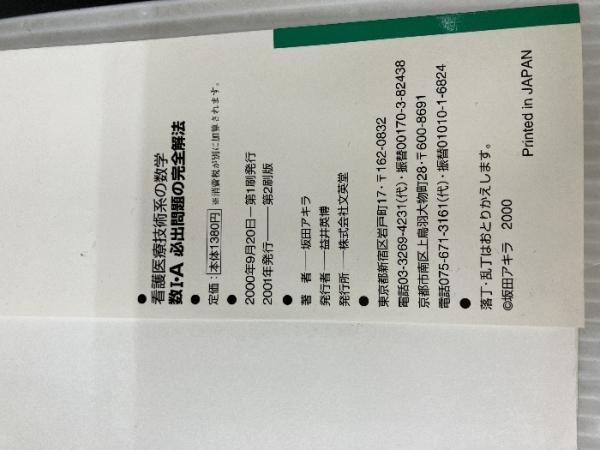 ●看護医療技術系の数学
数I・A 必出問題の完全解法
●
定価：本体1380円 ※消費税が別に加算されます。
●
2000年9月20日―第1刷発行
2001年発行――第2刷版
●
著 者――坂田アキラ
発行者――益井英博
発行所――株式会社文英堂
●
東京都新宿区岩戸町17・〒162-0832
電話03-3269-4231(代)・振替00170-3-82438
京都市南区上鳥羽大物町28・〒600-8691
電話075-671-3161(代)・振替01010-1-6824
●
落丁・乱丁はおとりかえします。
©坂田アキラ 2000
Printed in JAPAN